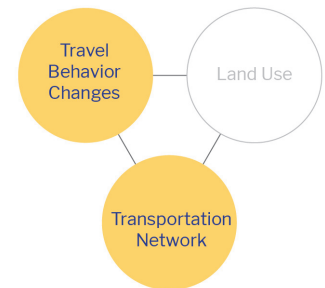 Travel
Behavior
Changes
Land Use
Transportation
Network